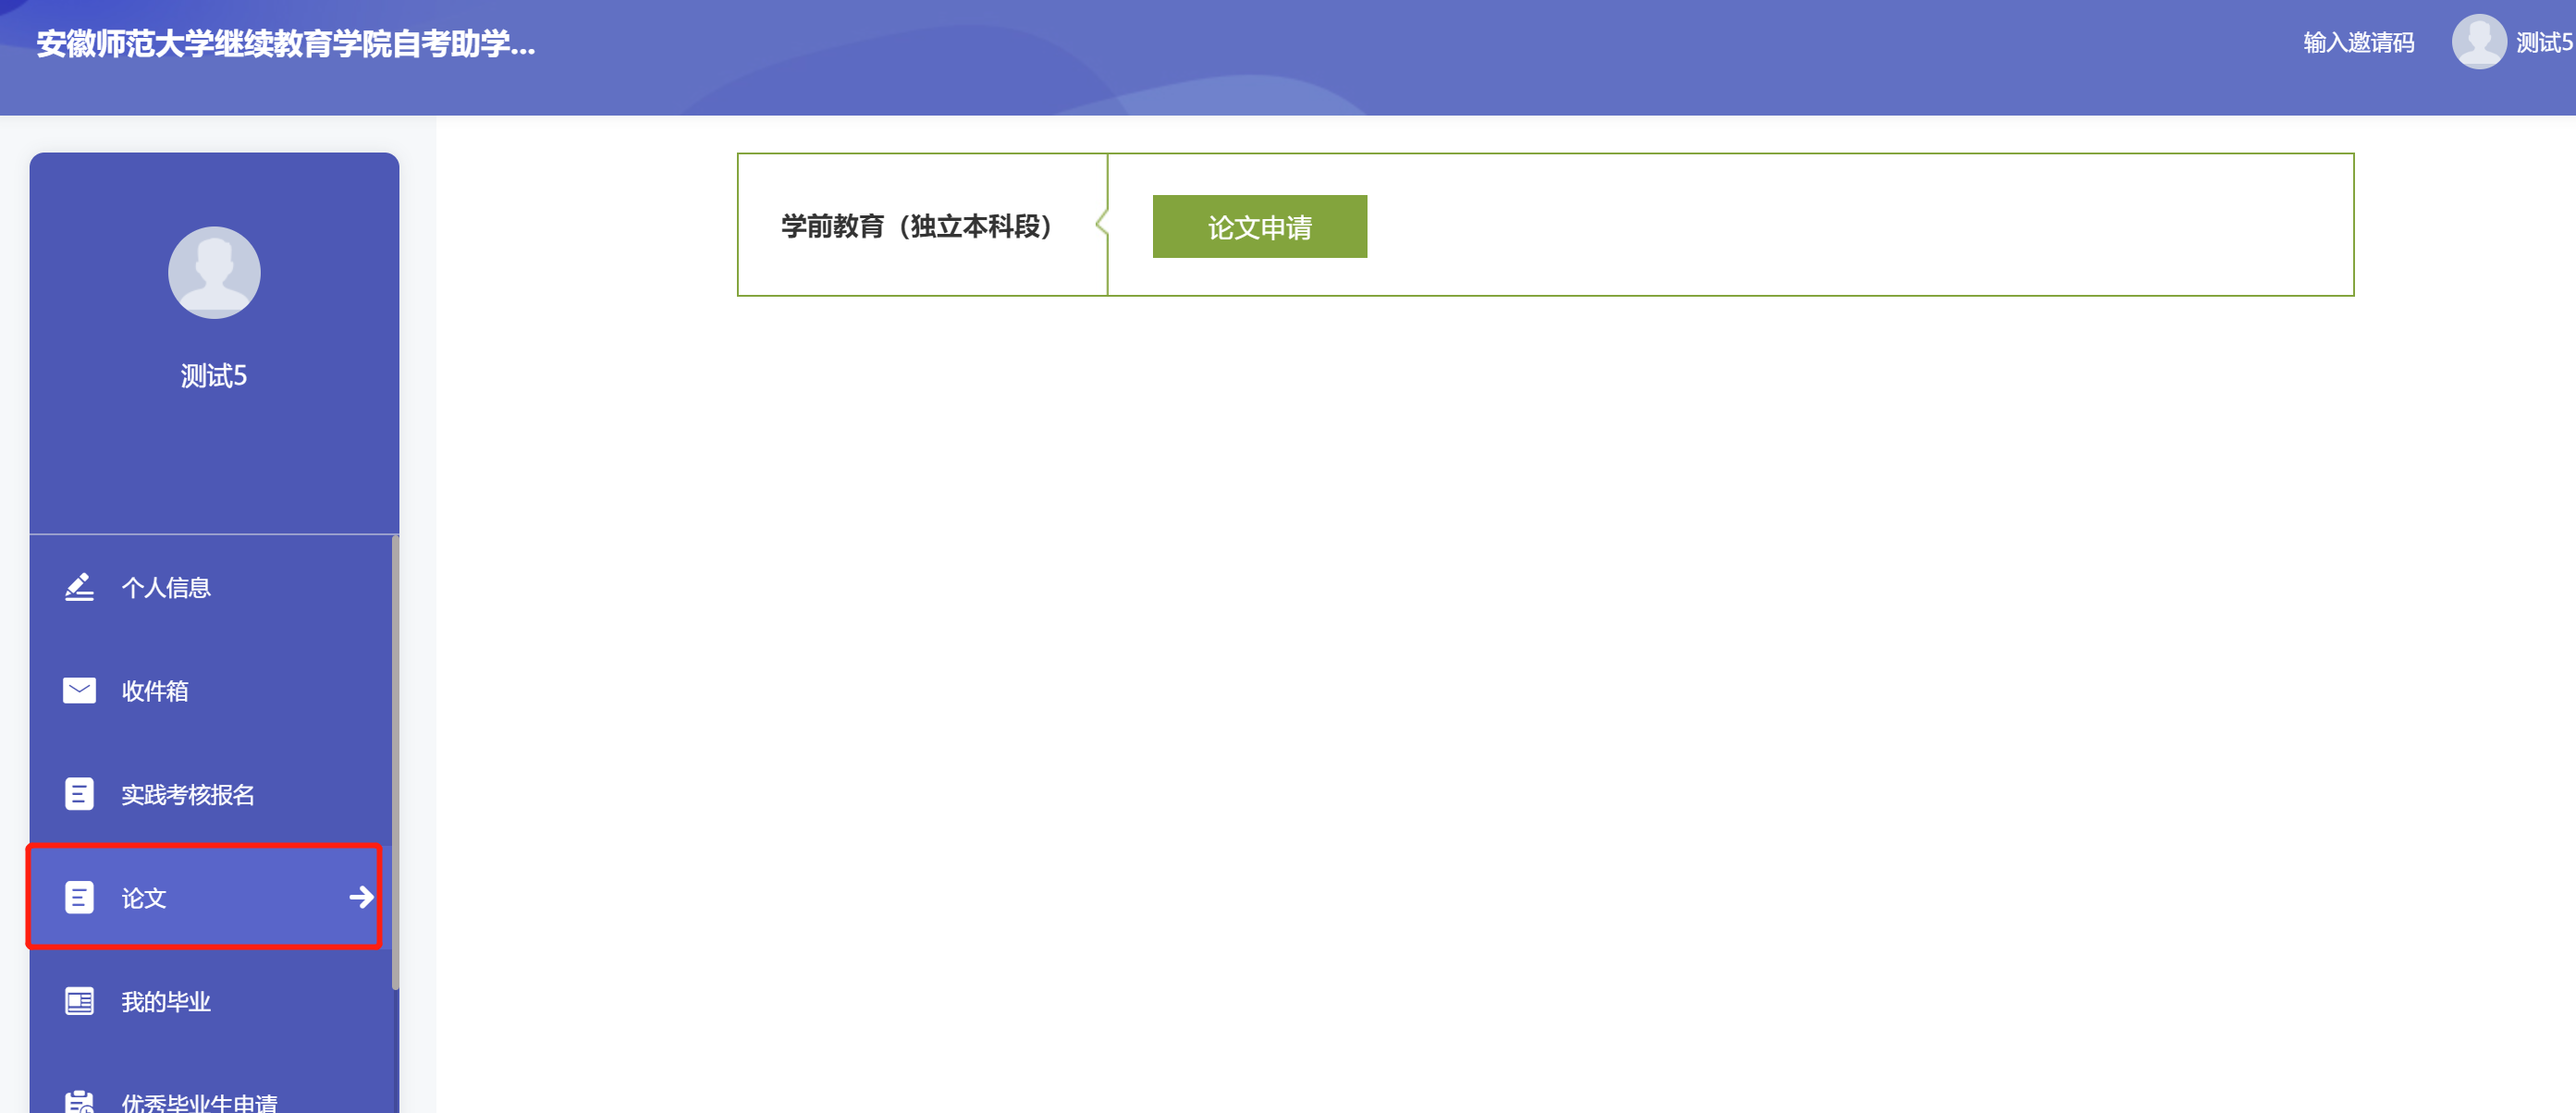 安徽师范大学继续教育学院自考助学...
输入邀请码
测试5
学前教育（独立本科段）
论文申请
测试5
个人信息
收件箱
实践考核报名
论文
我的毕业
优秀毕业生申请